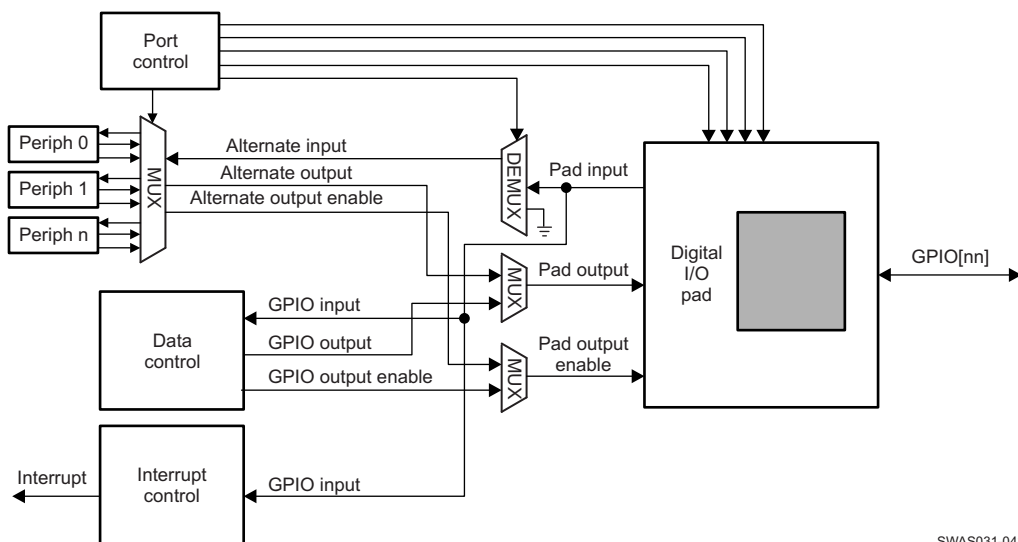 Port
control
Periph 0
Periph 1
Periph n
MUX
Alternate input
Alternate output
Alternate output enable
DEMUX
Pad input
Digital
I/O
pad
GPIO[nn]
MUX
Pad output
GPIO input
Data
control
GPIO output
GPIO output enable
MUX
Pad output
enable
Interrupt
Interrupt
control
GPIO input
SWAS031-04